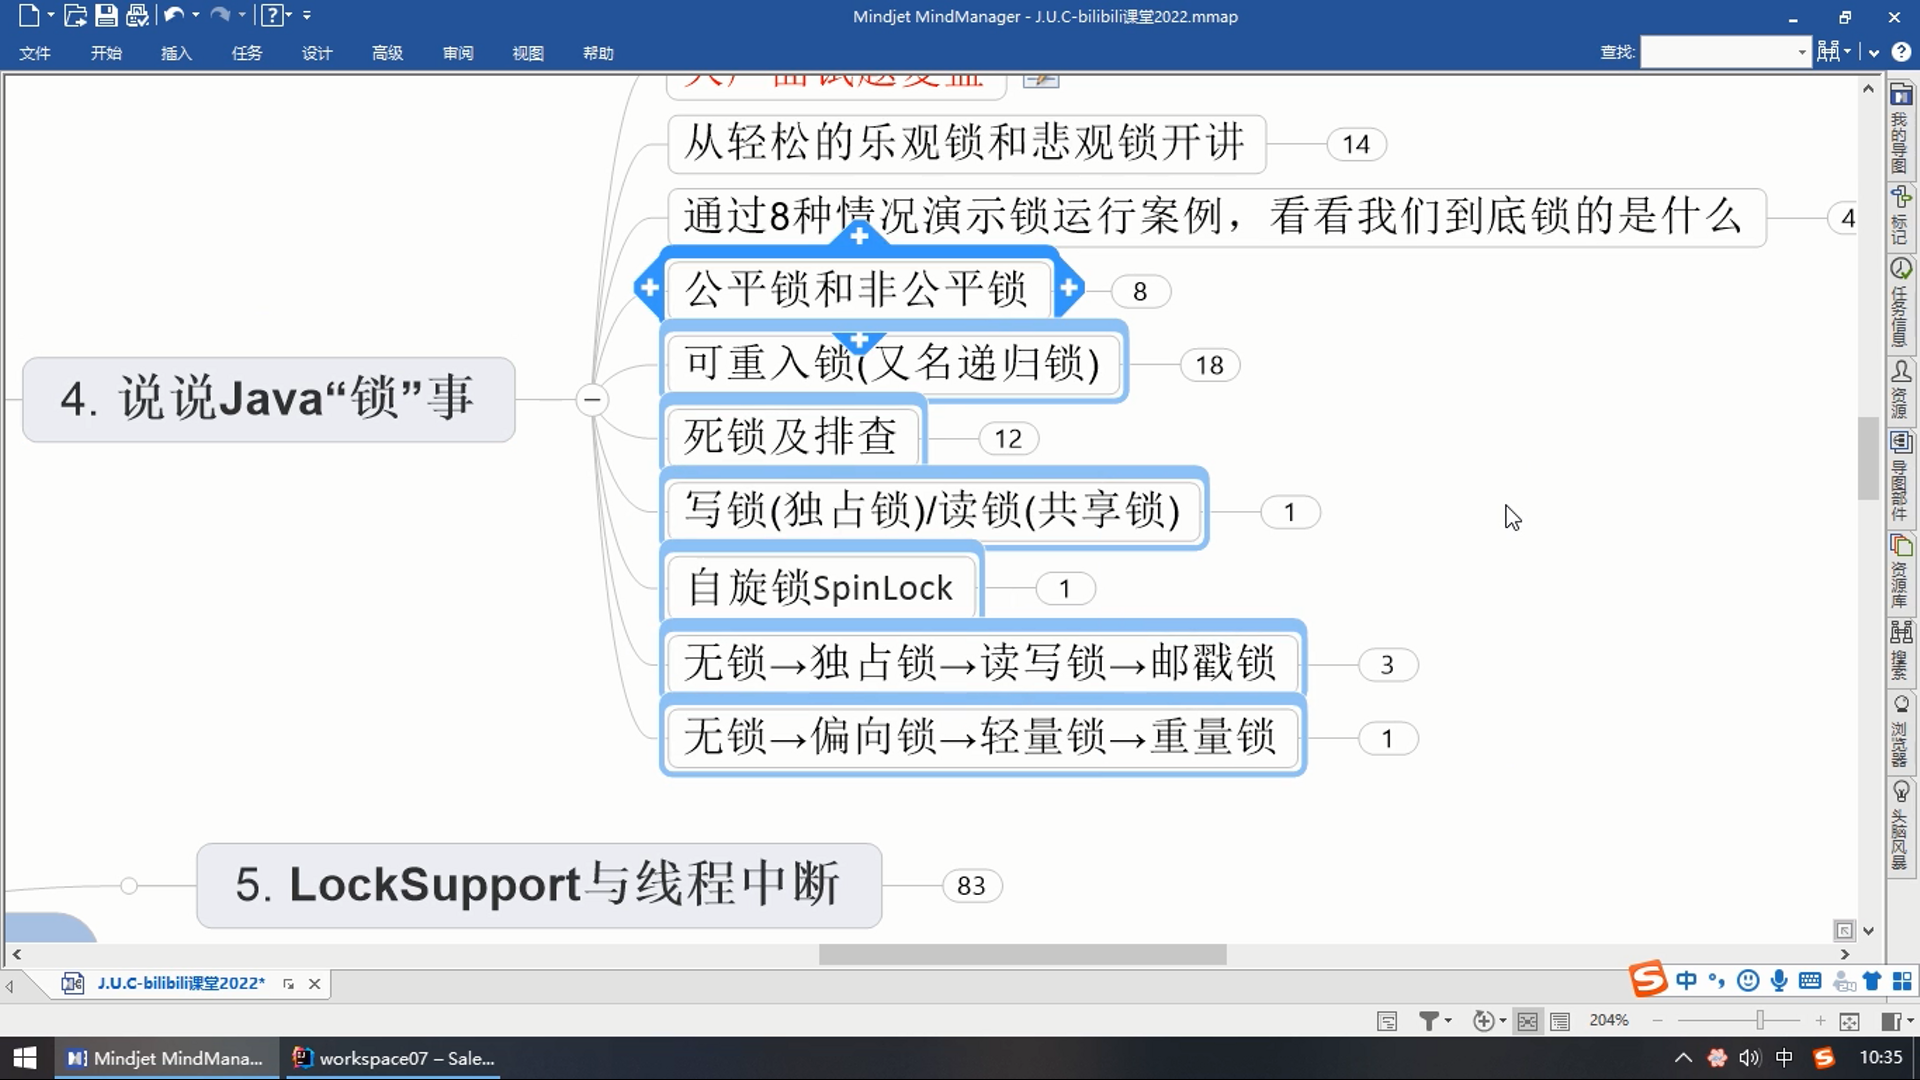 Mindjet MindManager - J.U.C-bilibili课堂2022.mmap
文件 开始 插入 任务 设计 高级 审阅 视图 帮助
查找:
大厂面试题复盘
从轻松的乐观锁和悲观锁开讲 14
通过8种情况演示锁运行案例，看看我们到底锁的是什么 4
公平锁和非公平锁 8
可重入锁(又名递归锁) 18
4. 说说Java“锁”事
死锁及排查 12
写锁(独占锁)/读锁(共享锁) 1
自旋锁SpinLock 1
无锁→独占锁→读写锁→邮戳锁 3
无锁→偏向锁→轻量锁→重量锁 1
5. LockSupport与线程中断 83
我的导图
标记
任务信息
资源
导图部件
资源库
搜索
浏览器
头脑风暴
J.U.C-bilibili课堂2022*
中
204%
Mindjet MindMana...
workspace07 – Sale...
中
10:35